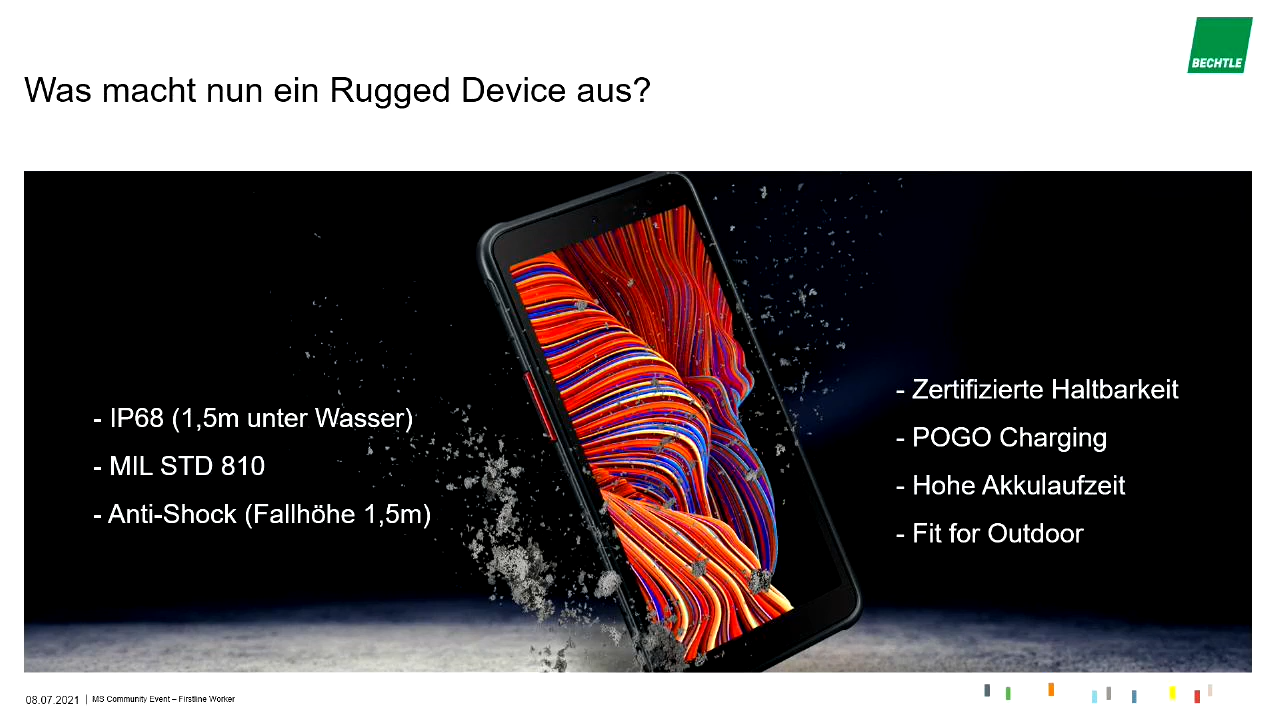 BECHTLE
Was macht nun ein Rugged Device aus?
- IP68 (1,5m unter Wasser)
- MIL STD 810
- Anti-Shock (Fallhöhe 1,5m)
- Zertifizierte Haltbarkeit
- POGO Charging
- Hohe Akkulaufzeit
- Fit for Outdoor
08.07.2021 | MS Community Event – Firstline Worker